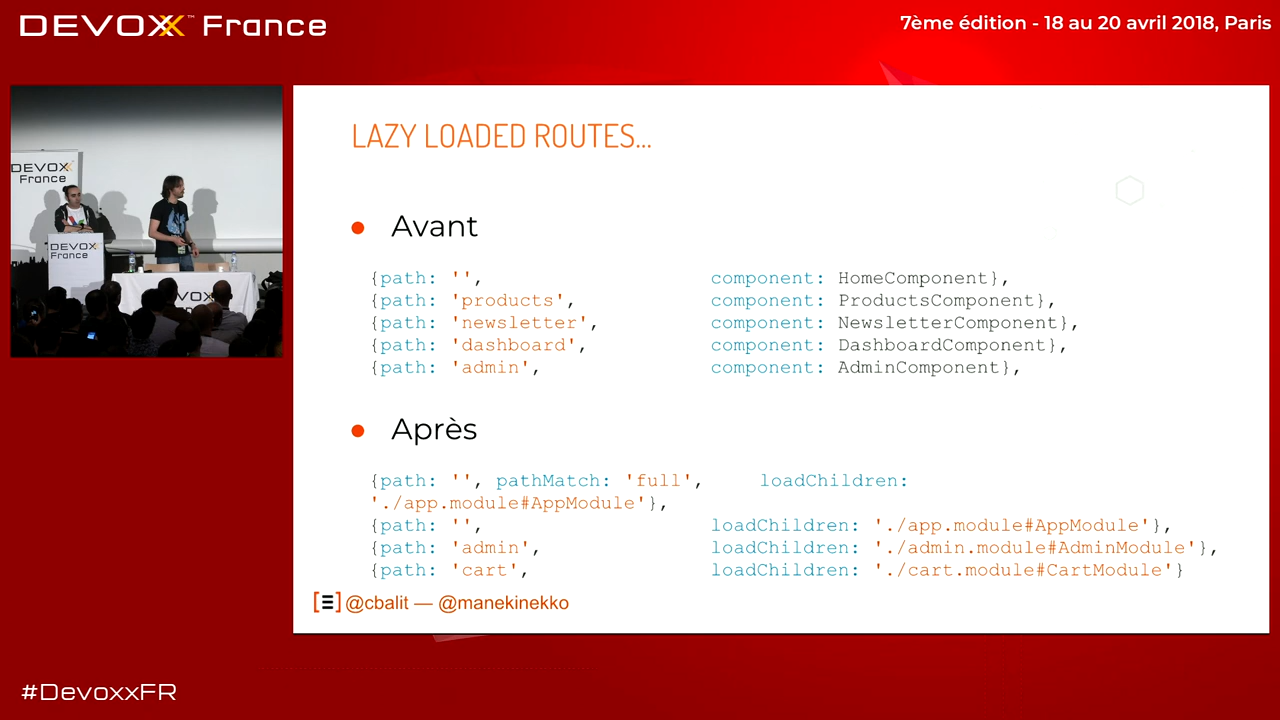 DEVOXX™ France
7ème édition - 18 au 20 avril 2018, Paris
DEVOXX
France
DEVOXX
France
LAZY LOADED ROUTES...
Avant
{path: '', component: HomeComponent},
{path: 'products', component: ProductsComponent},
{path: 'newsletter', component: NewsletterComponent},
{path: 'dashboard', component: DashboardComponent},
{path: 'admin', component: AdminComponent},
Après
{path: '', pathMatch: 'full', loadChildren:
'./app.module#AppModule'},
{path: '', loadChildren: './app.module#AppModule'},
{path: 'admin', loadChildren: './admin.module#AdminModule'},
{path: 'cart', loadChildren: './cart.module#CartModule'}
@cbalit — @manekinekko
#DevoxxFR